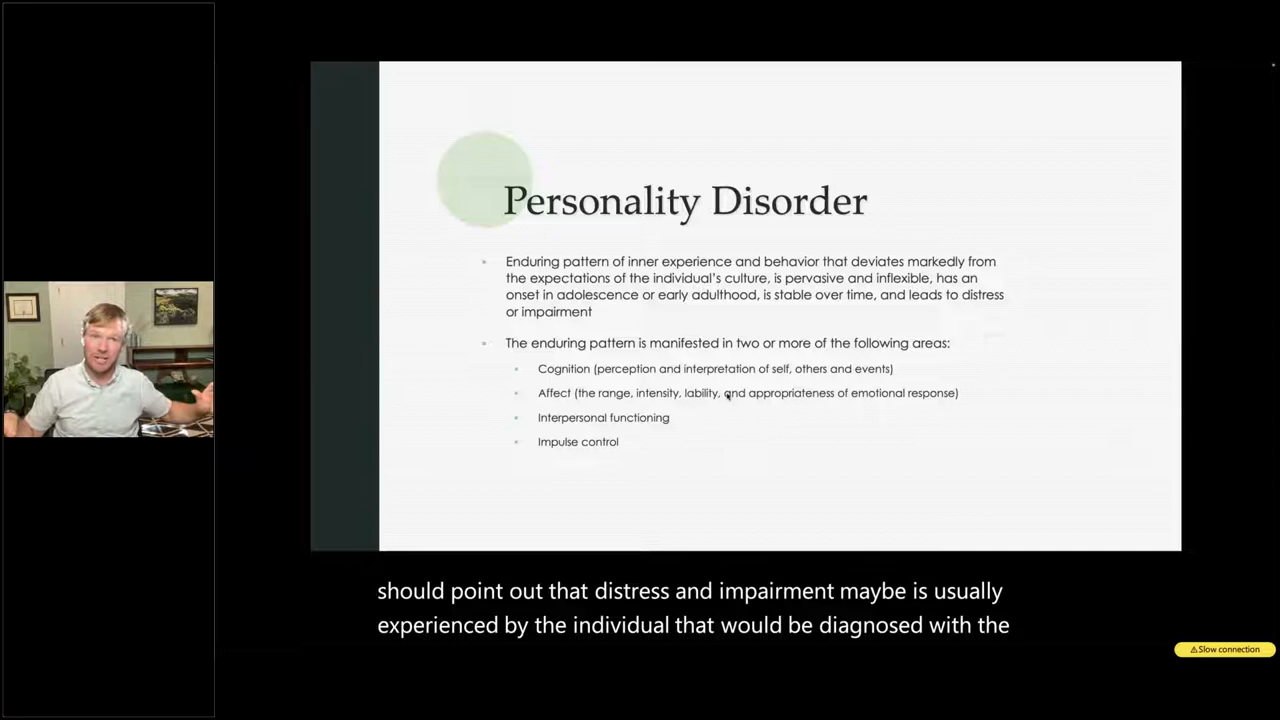 Personality Disorder
Enduring pattern of inner experience and behavior that deviates markedly from
the expectations of the individual's culture, is pervasive and inflexible, has an
onset in adolescence or early adulthood, is stable over time, and leads to distress
or impairment
The enduring pattern is manifested in two or more of the following areas:
Cognition (perception and interpretation of self, others and events)
Affect (the range, intensity, lability, and appropriateness of emotional response)
Interpersonal functioning
Impulse control
should point out that distress and impairment maybe is usually
experienced by the individual that would be diagnosed with the
⚠Slow connection